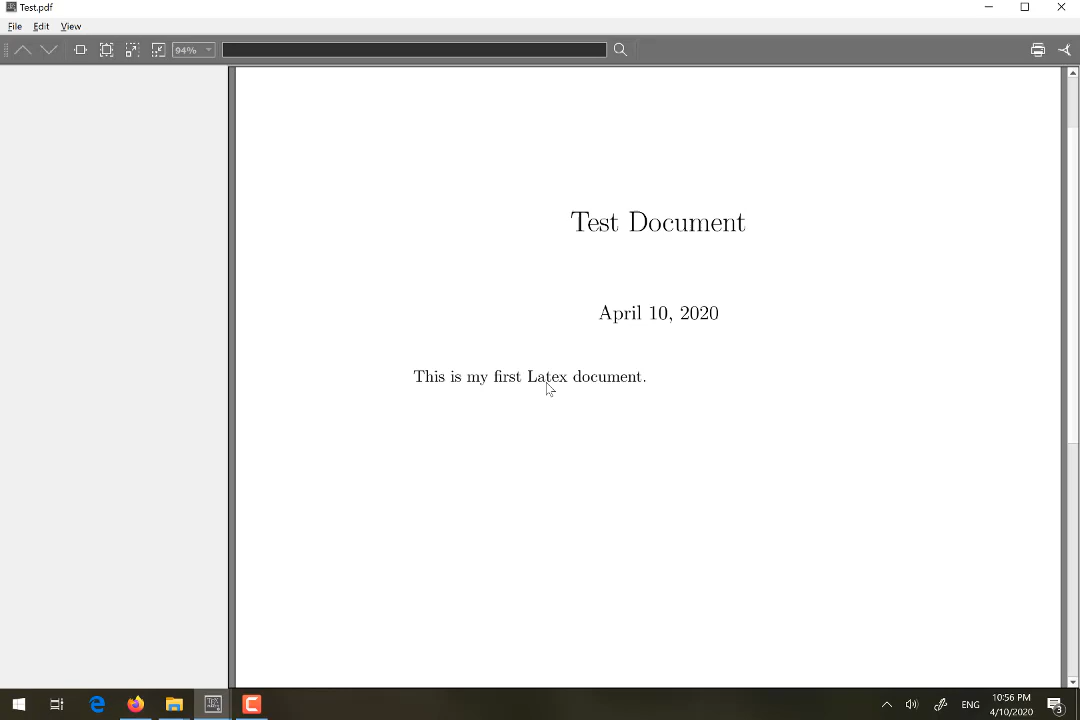 Test.pdf
File Edit View
94%
Test Document
April 10, 2020
This is my first Latex document.
ENG
10:56 PM
4/10/2020
3